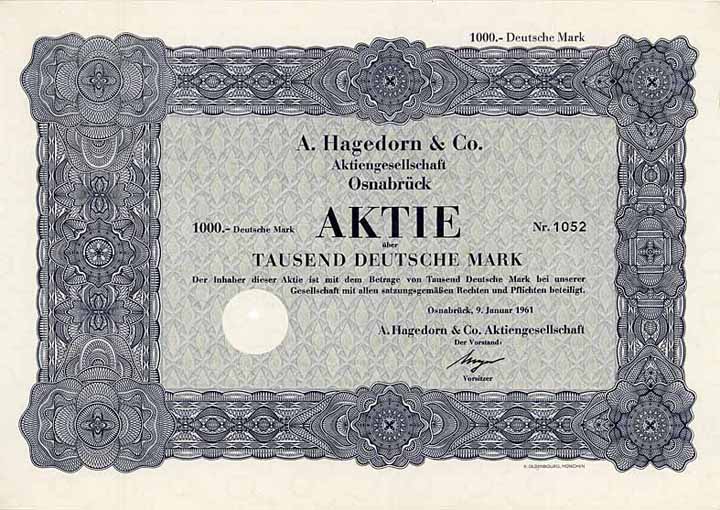 1000.- Deutsche Mark
A. Hagedorn & Co.
Aktiengesellschaft
Osnabrück
1000.- Deutsche Mark AKTIE Nr. 1052
über
TAUSEND DEUTSCHE MARK
Der Inhaber dieser Aktie ist mit dem Betrage von Tausend Deutsche Mark bei unserer
Gesellschaft mit allen satzungsgemäßen Rechten und Pflichten beteiligt.
Osnabrück, 9. Januar 1961
A. Hagedorn & Co. Aktiengesellschaft
Der Vorstand:
Vorsitzer
R. OLDENBOURG, MÜNCHEN